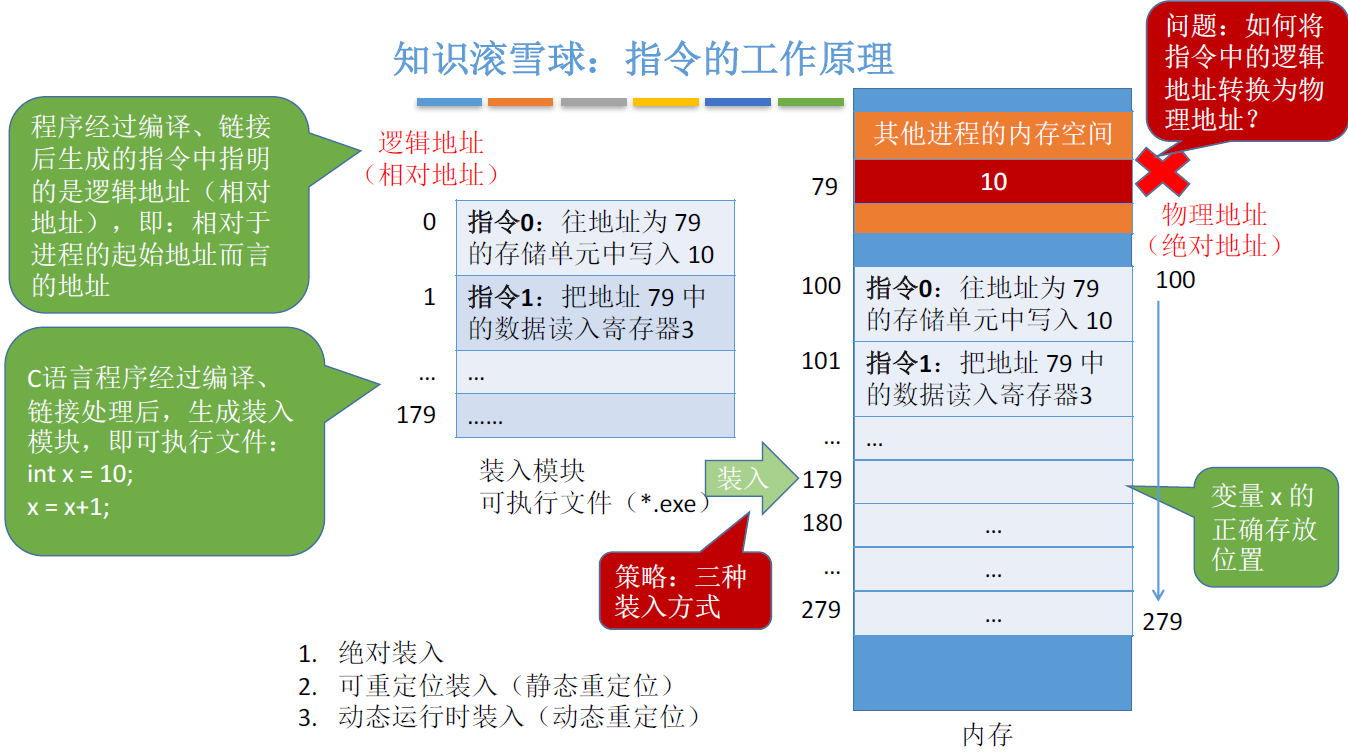 知识滚雪球：指令的工作原理
问题：如何将
指令中的逻辑
地址转换为物
理地址？
程序经过编译、链接
后生成的指令中指明
的是逻辑地址（相对
地址），即：相对于
进程的起始地址而言
的地址
C语言程序经过编译、
链接处理后，生成装入
模块，即可执行文件：
int x = 10;
x = x+1;
逻辑地址
（相对地址）
0
指令0：往地址为 79
的存储单元中写入 10
1
指令1：把地址 79 中
的数据读入寄存器3
...
...
179
......
装入模块
可执行文件（*.exe）
装入
策略：三种
装入方式
1. 绝对装入
2. 可重定位装入（静态重定位）
3. 动态运行时装入（动态重定位）
其他进程的内存空间
79
10
物理地址
（绝对地址）
100
指令0：往地址为 79
的存储单元中写入 10
101
指令1：把地址 79 中
的数据读入寄存器3
...
...
179
180
...
...
...
279
...
内存
100
279
变量 x 的
正确存放
位置